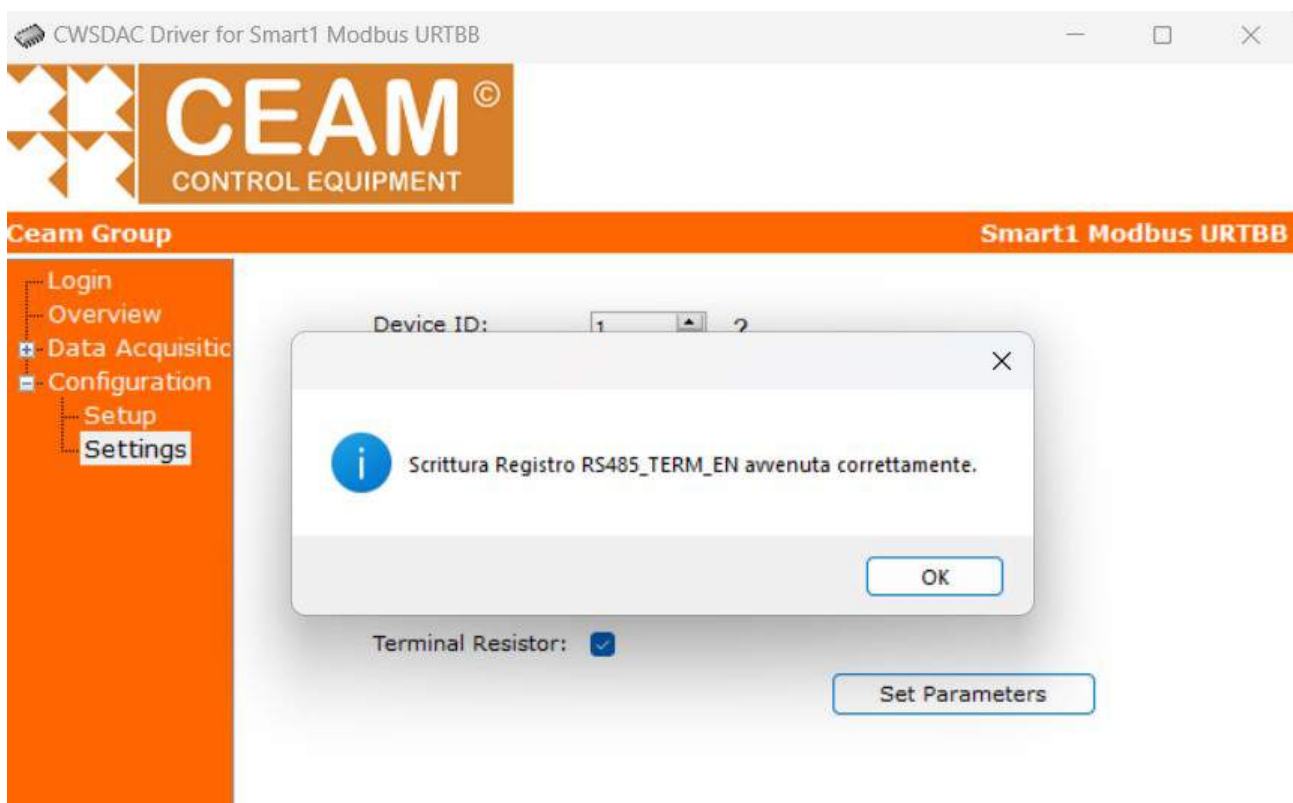 CWSDAC Driver for Smart1 Modbus URTBB
CEAM ©
CONTROL EQUIPMENT
Ceam Group
Smart1 Modbus URTBB
Login
Overview
Data Acquisitic
Configuration
Setup
Settings
Device ID: 1 ?
Scrittura Registro RS485_TERM_EN avvenuta correttamente.
OK
Terminal Resistor:
Set Parameters